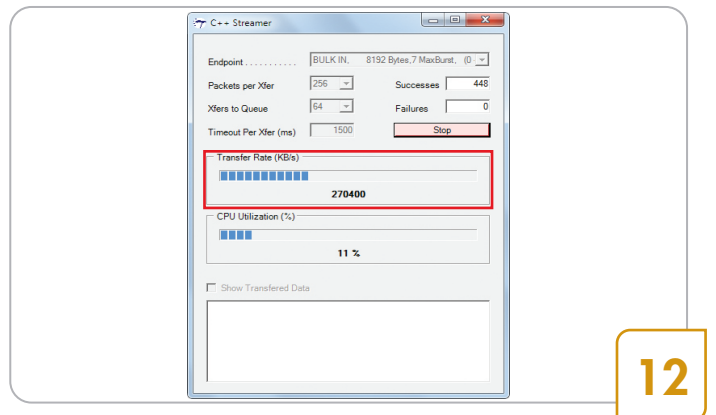 C++ Streamer
Endpoint . . . . . . . . . . . BULK IN, 8192 Bytes,7 MaxBurst, (0
Packets per Xfer 256 Successes 448
Xfers to Queue 64 Failures 0
Timeout Per Xfer (ms) 1500 Stop
Transfer Rate (KB/s)
270400
CPU Utilization (%)
11 %
Show Transfered Data
12